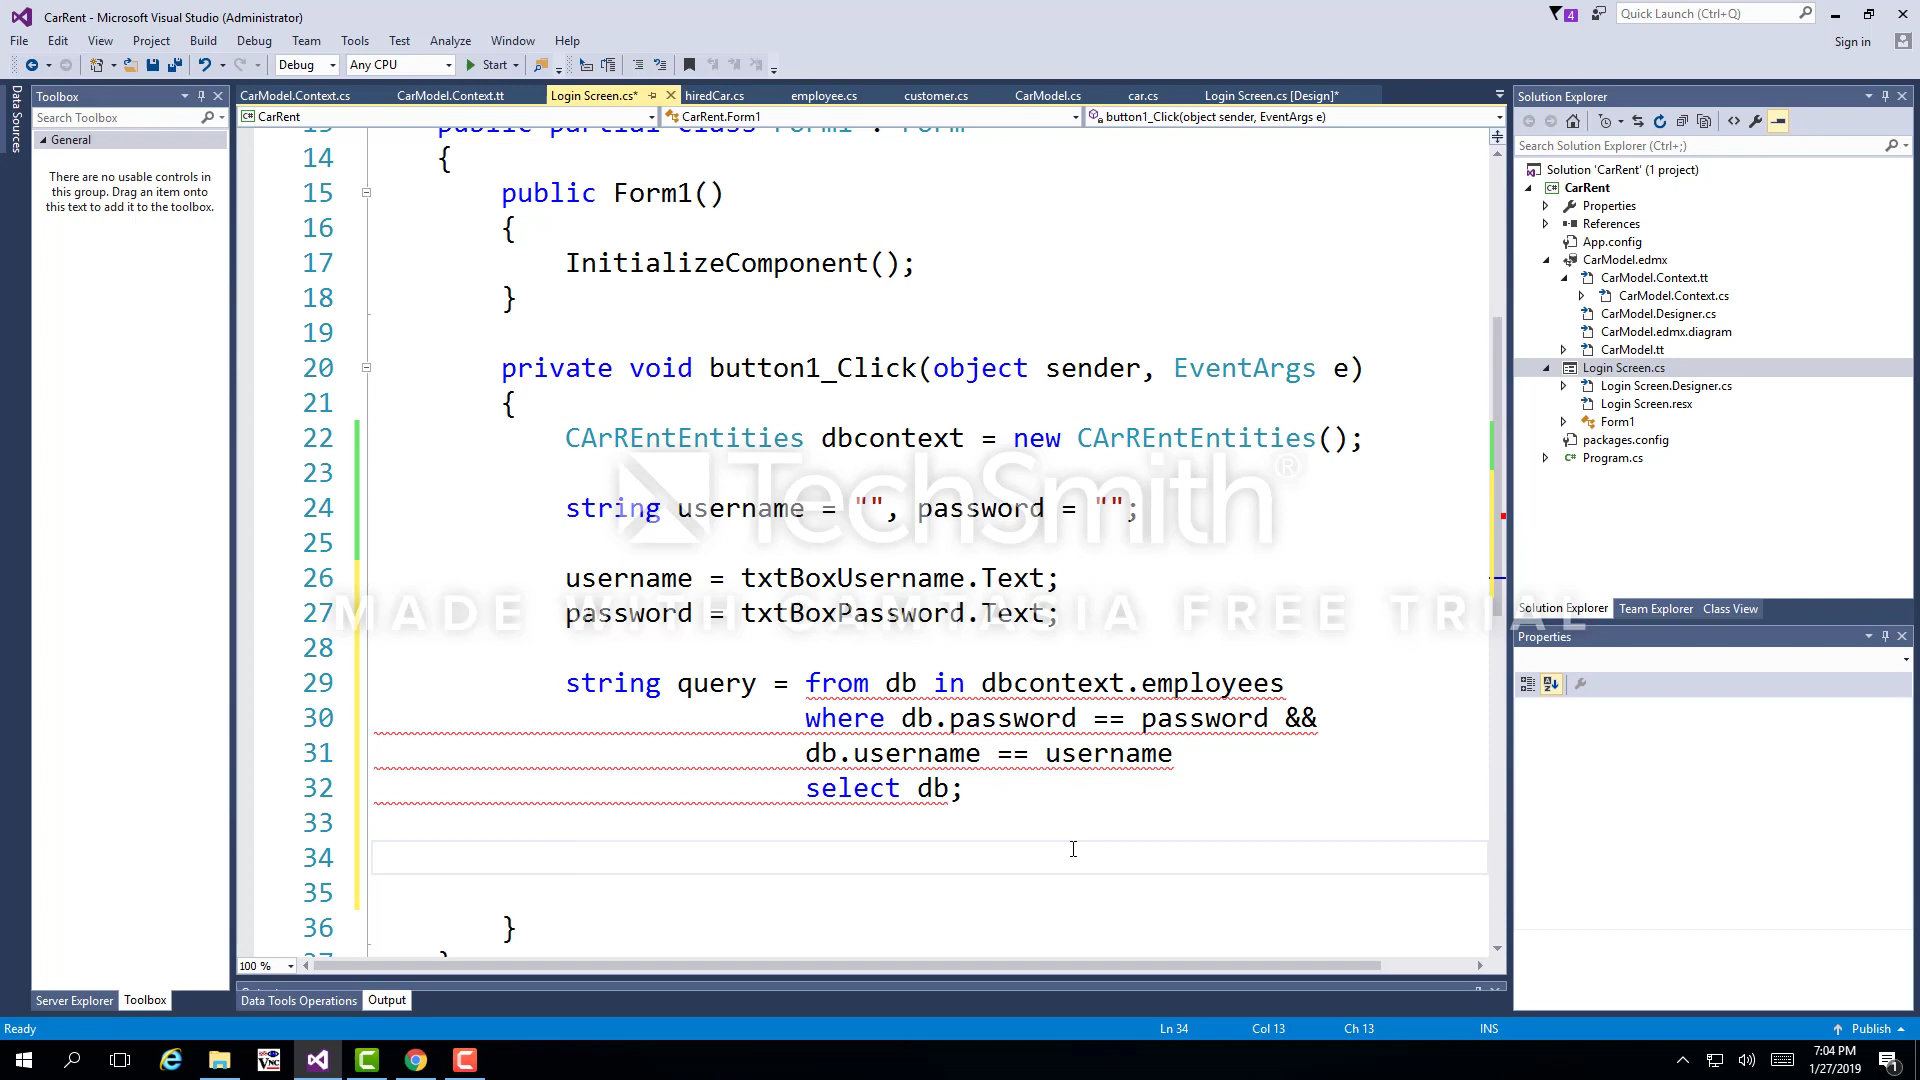 CarRent - Microsoft Visual Studio (Administrator)
4
Quick Launch (Ctrl+Q)
File Edit View Project Build Debug Team Tools Test Analyze Window Help
Sign in
Debug Any CPU Start
Data Sources
Toolbox
Search Toolbox
General
There are no usable controls in
this group. Drag an item onto
this text to add it to the toolbox.
Server Explorer Toolbox
CarModel.Context.cs CarModel.Context.tt Login Screen.cs* hiredCar.cs employee.cs customer.cs CarModel.cs car.cs Login Screen.cs [Design]*
CarRent CarRent.Form1 button1_Click(object sender, EventArgs e)
13 public partial class Form1 : Form
14 {
15 public Form1()
16 {
17 InitializeComponent();
18 }
19
20 private void button1_Click(object sender, EventArgs e)
21 {
22 CArREntEntities dbcontext = new CArREntEntities();
23
24 string username = "", password = "";
25
26 username = txtBoxUsername.Text;
27 password = txtBoxPassword.Text;
28
29 string query = from db in dbcontext.employees
30 where db.password == password &&
31 db.username == username
32 select db;
33
34
35
36 }
37 }
TechSmith®
MADE WITH CAMTASIA FREE TRIAL
100 %
Data Tools Operations Output
Solution Explorer
Search Solution Explorer (Ctrl+;)
Solution 'CarRent' (1 project)
CarRent
Properties
References
App.config
CarModel.edmx
CarModel.Context.tt
CarModel.Context.cs
CarModel.Designer.cs
CarModel.edmx.diagram
CarModel.tt
Login Screen.cs
Login Screen.Designer.cs
Login Screen.resx
Form1
packages.config
Program.cs
Solution Explorer Team Explorer Class View
Properties
Ready Ln 34 Col 13 Ch 13 INS Publish
7:04 PM
1/27/2019
1